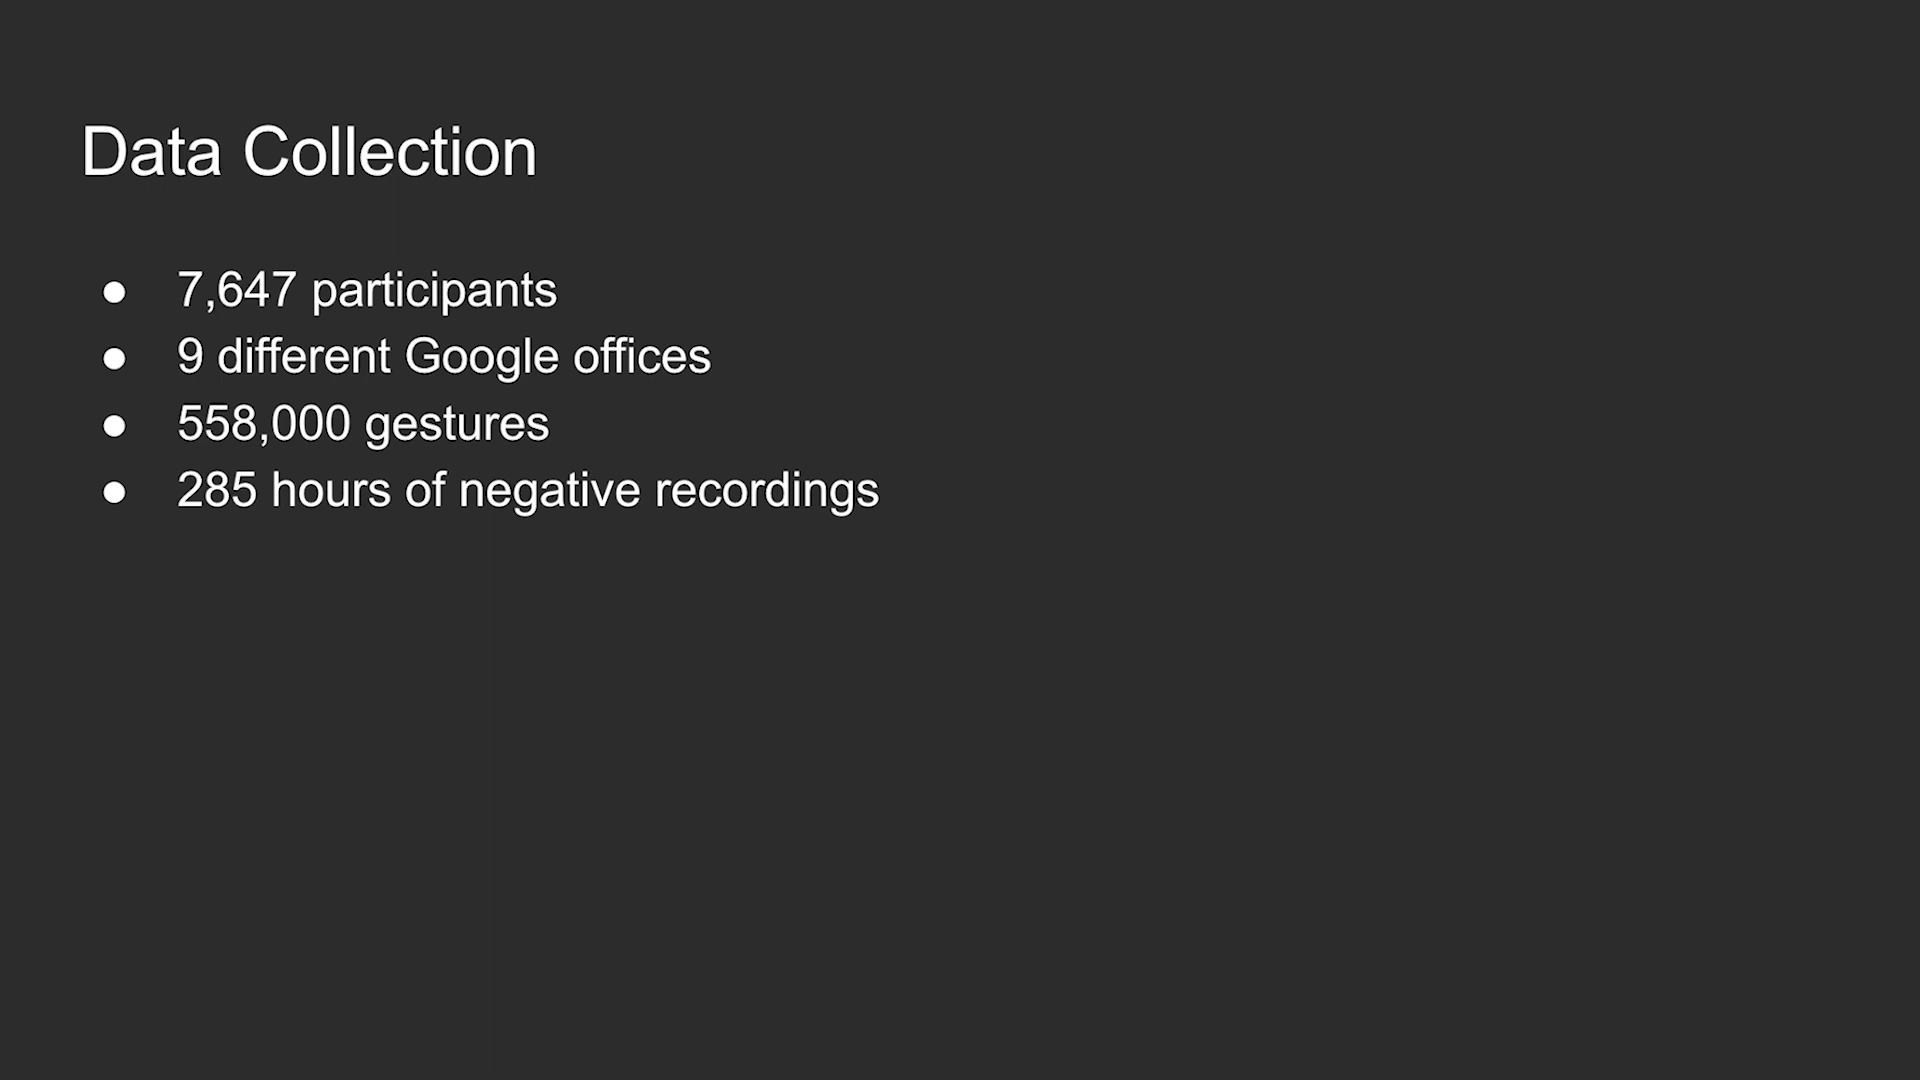 Data Collection
● 7,647 participants
● 9 different Google offices
● 558,000 gestures
● 285 hours of negative recordings